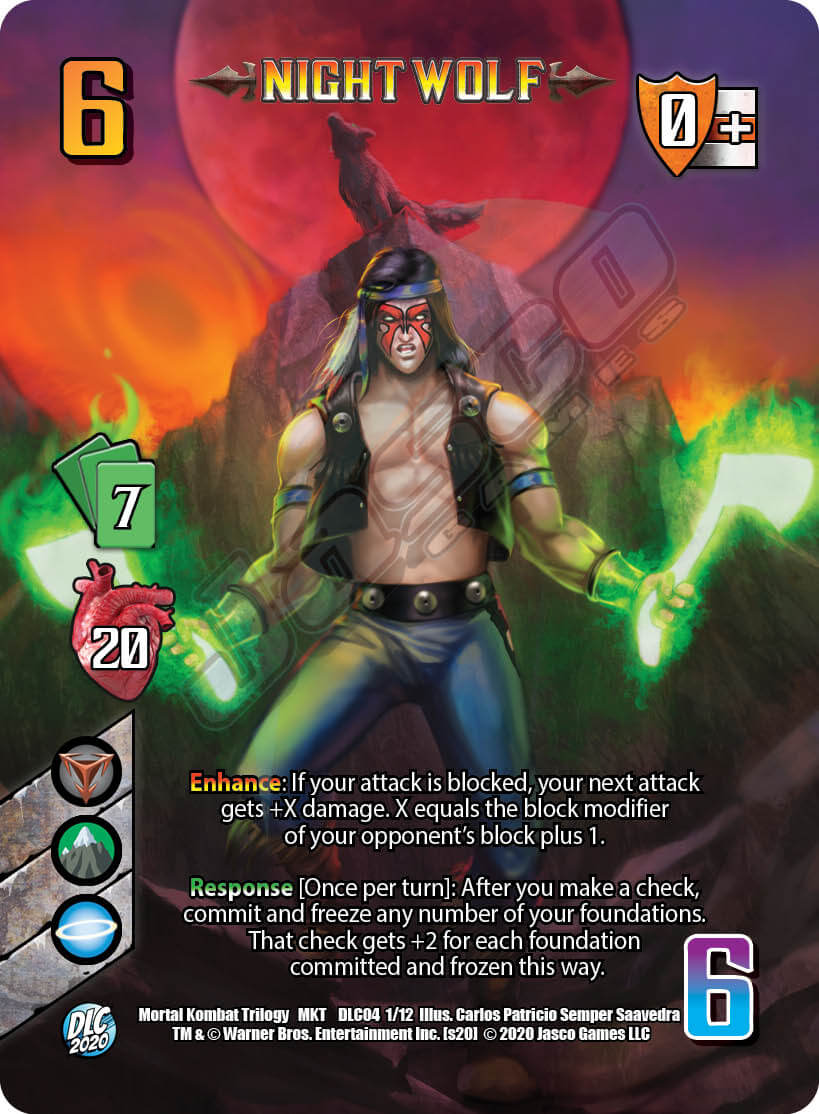 6
NIGHT WOLF
0 +
JASCO
GAMES
7
20
Enhance: If your attack is blocked, your next attack
gets +X damage. X equals the block modifier
of your opponent's block plus 1.
Response [Once per turn]: After you make a check,
commit and freeze any number of your foundations.
That check gets +2 for each foundation
committed and frozen this way.
6
DLC
2020
Mortal Kombat Trilogy MKT DLC04 1/12 Illus. Carlos Patricio Semper Saavedra
TM & © Warner Bros. Entertainment Inc. [s20] © 2020 Jasco Games LLC